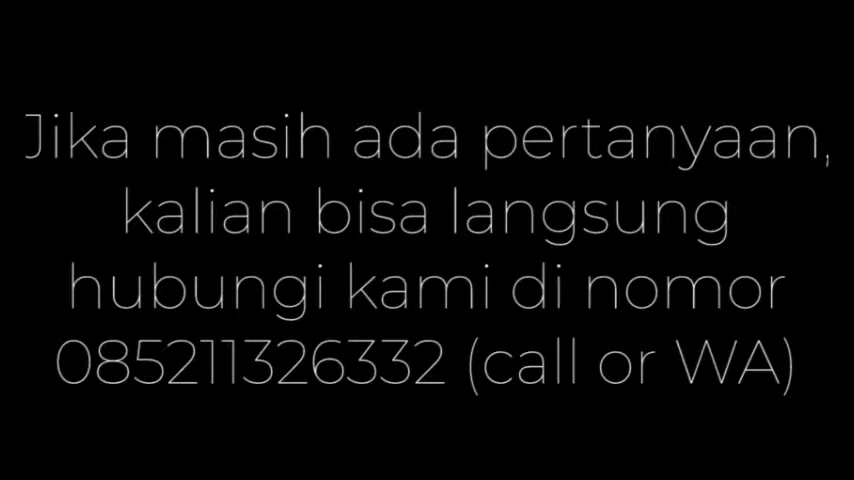 Jika masih ada pertanyaan,
kalian bisa langsung
hubungi kami di nomor
085211326332 (call or WA)